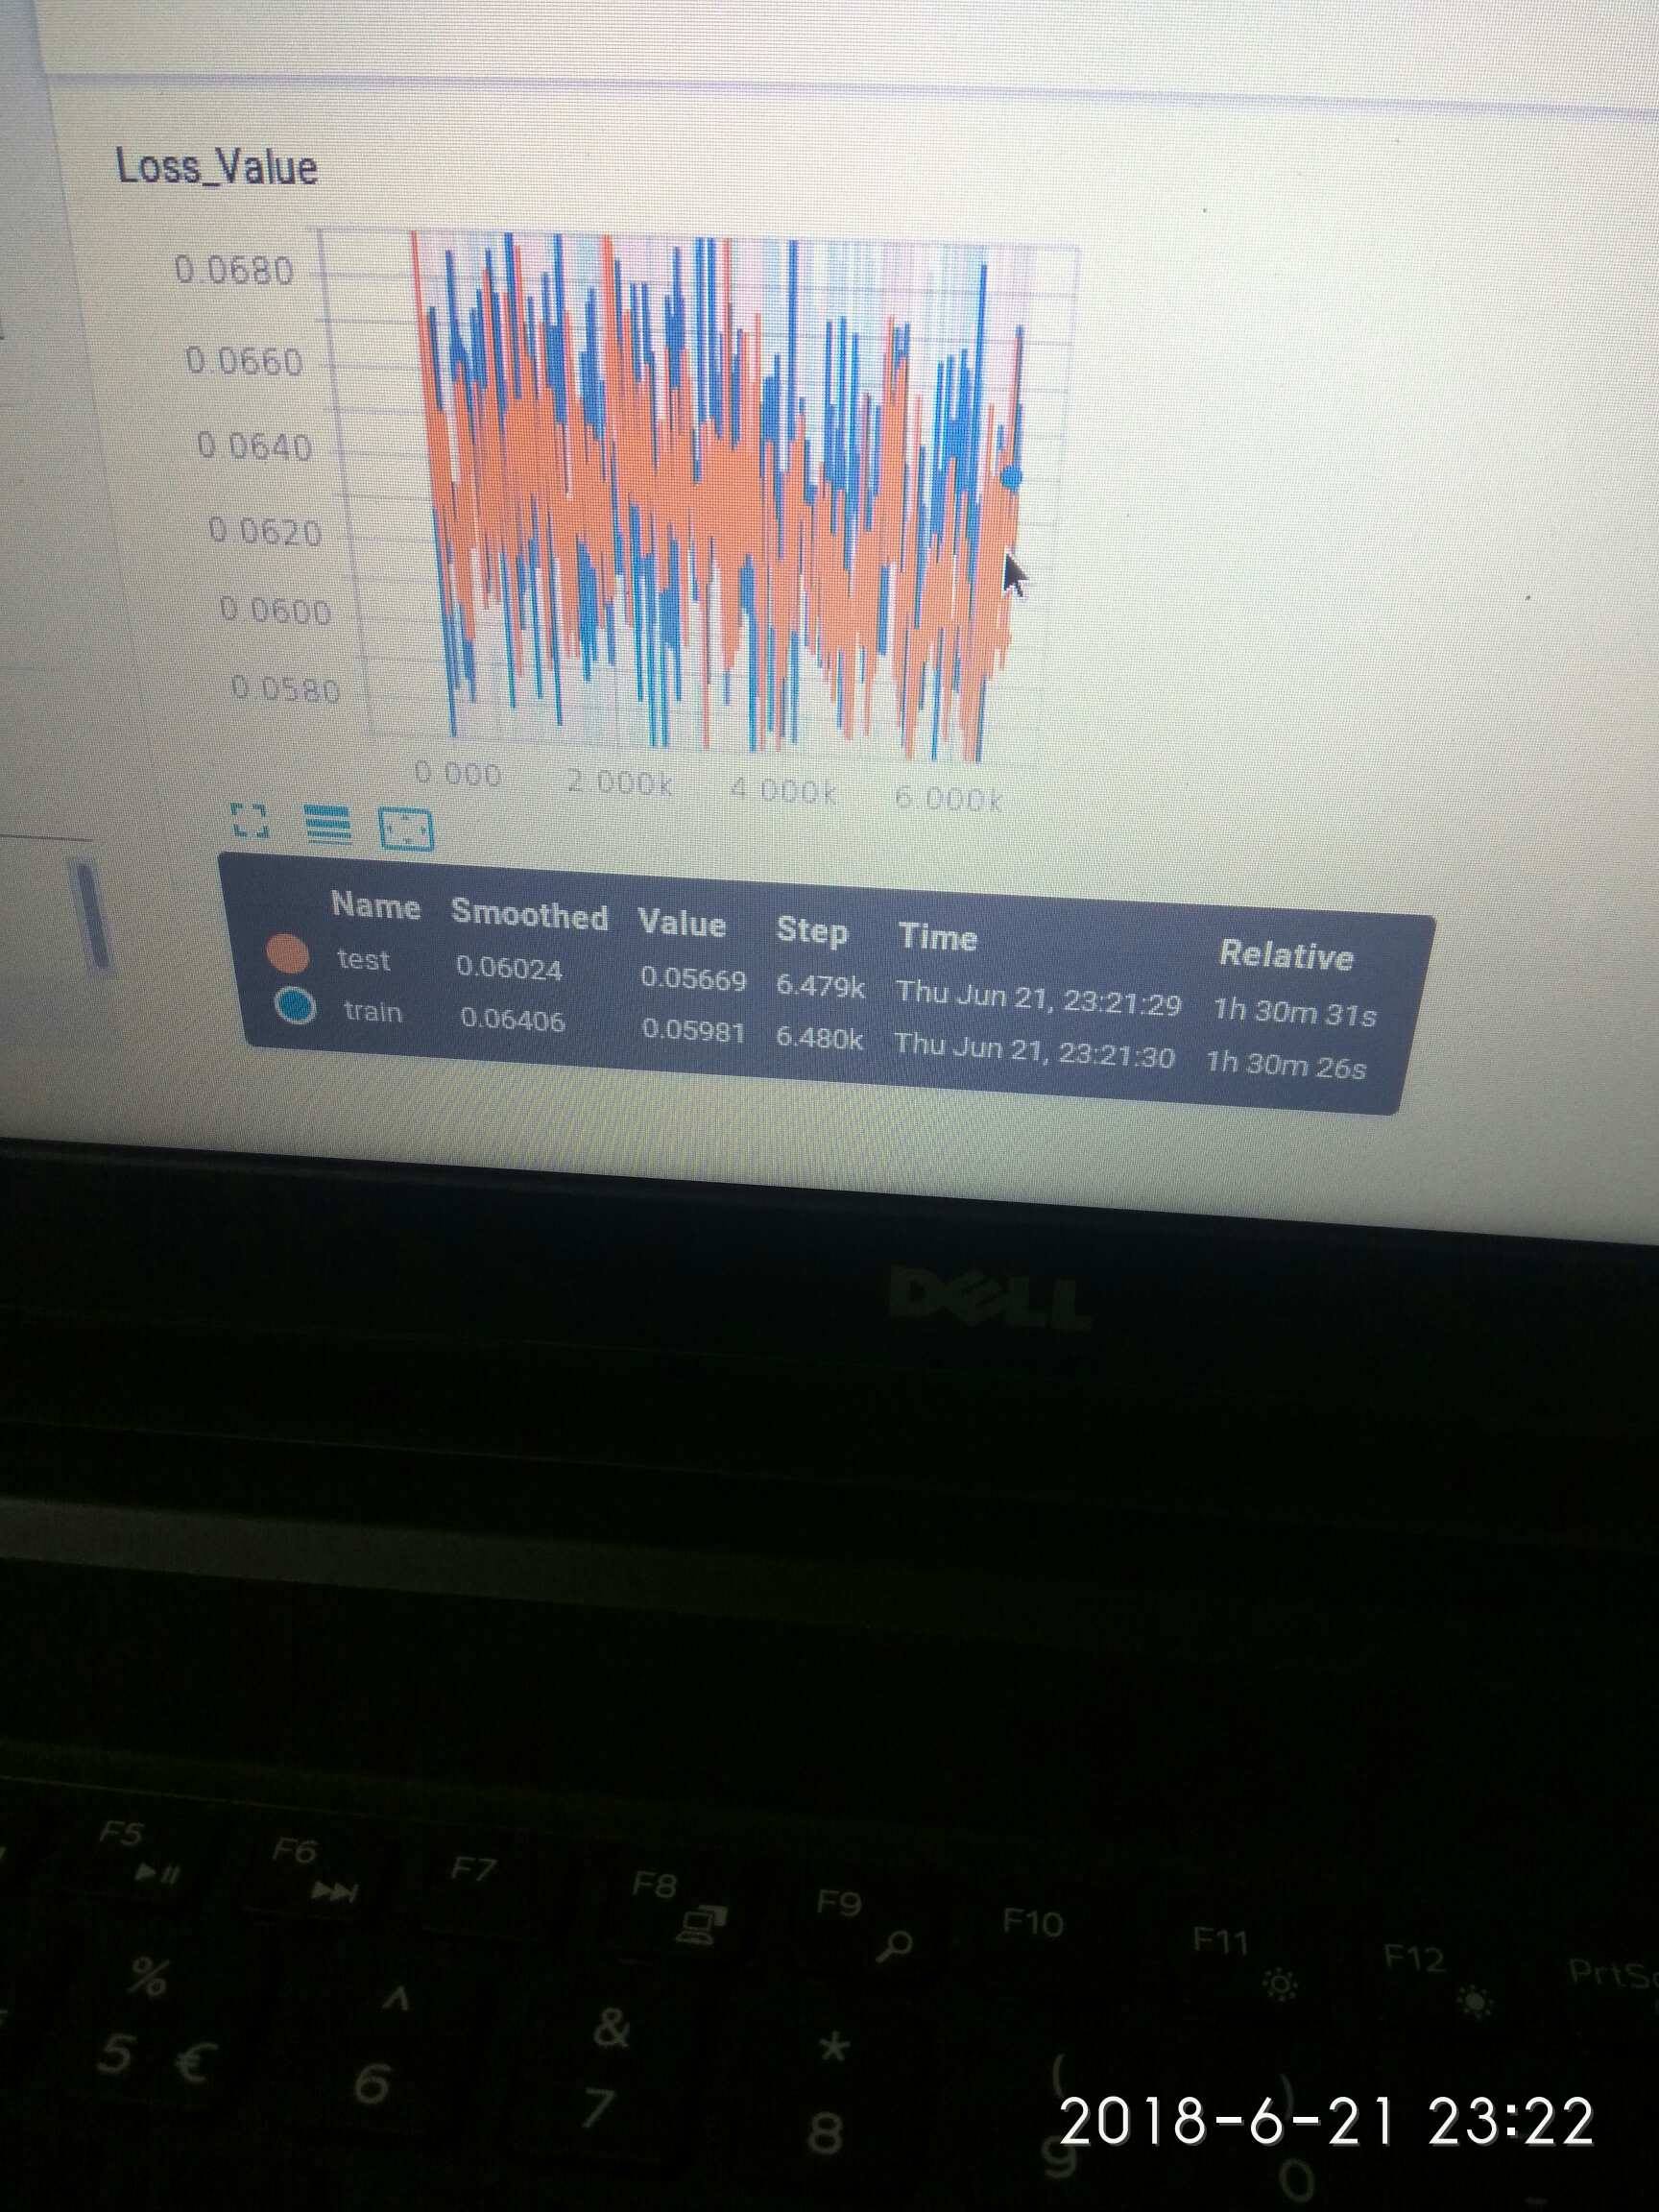 Loss_Value
0.0680
0.0660
0.0640
0.0620
0.0600
0.0580
0.000 2.000k 4.000k 6.000k
Name Smoothed Value Step Time Relative
test 0.06024 0.05669 6.479k Thu Jun 21, 23:21:29 1h 30m 31s
train 0.06406 0.05981 6.480k Thu Jun 21, 23:21:30 1h 30m 26s
DELL
F5 F6 F7 F8 F9 F10 F11 F12
% ^ & * ( )
5 € 6 7 8 9 0
2018-6-21 23:22